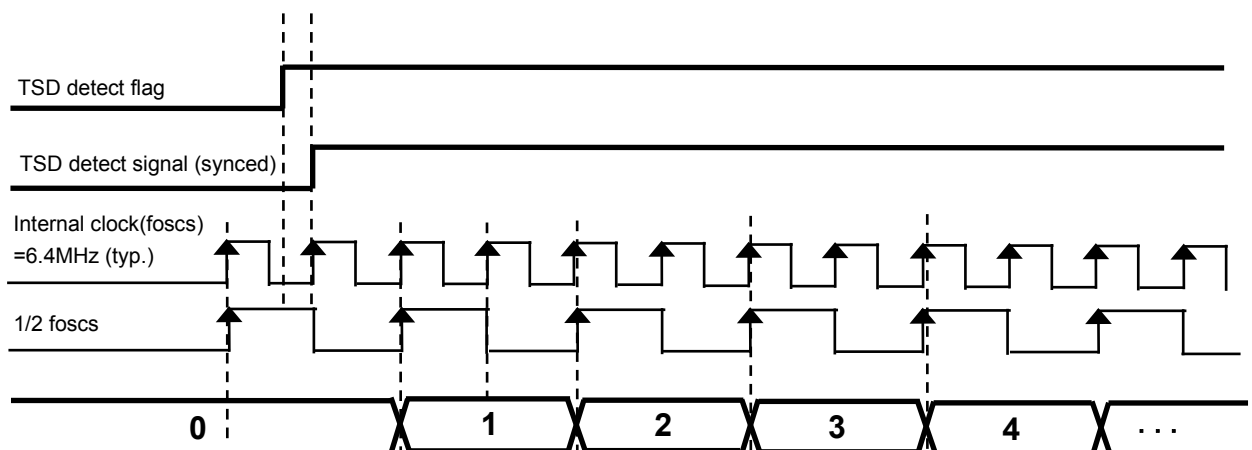 TSD detect flag
TSD detect signal (synced)
Internal clock(foscs)
=6.4MHz (typ.)
1/2 foscs
0 1 2 3 4 ...